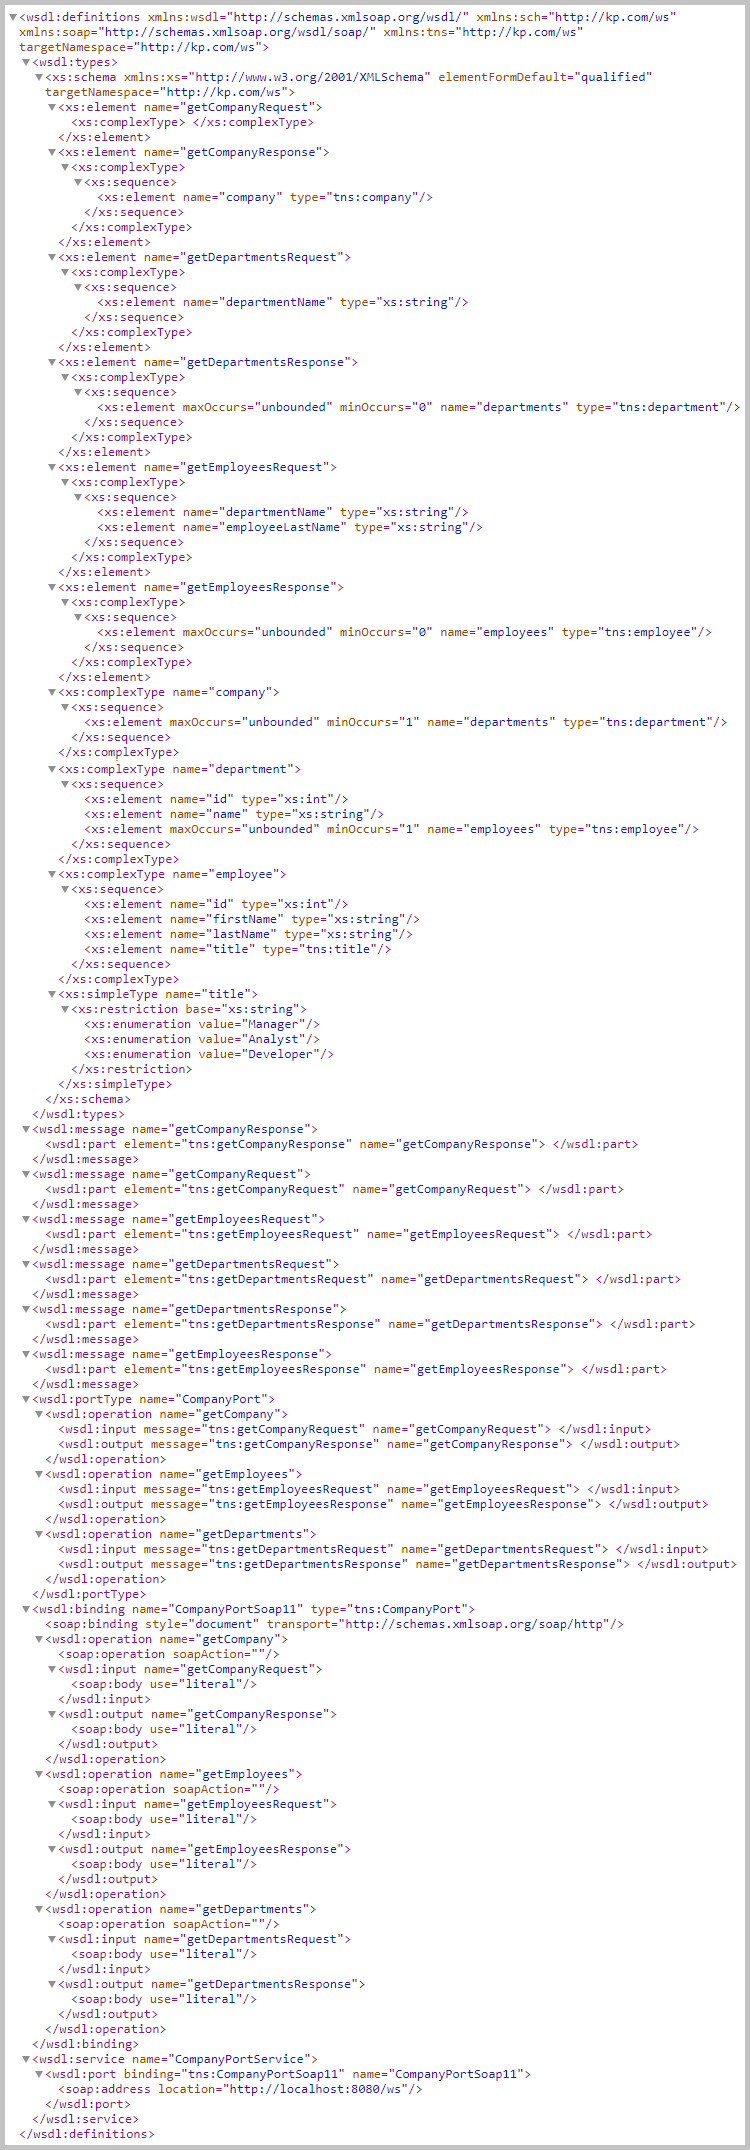 <wsdl:definitions xmlns:wsdl="http://schemas.xmlsoap.org/wsdl/" xmlns:sch="http://kp.com/ws"
xmlns:soap="http://schemas.xmlsoap.org/wsdl/soap/" xmlns:tns="http://kp.com/ws"
targetNamespace="http://kp.com/ws">
<wsdl:types>
<xs:schema xmlns:xs="http://www.w3.org/2001/XMLSchema" elementFormDefault="qualified"
targetNamespace="http://kp.com/ws">
<xs:element name="getCompanyRequest">
<xs:complexType> </xs:complexType>
</xs:element>
<xs:element name="getCompanyResponse">
<xs:complexType>
<xs:sequence>
<xs:element name="company" type="tns:company"/>
</xs:sequence>
</xs:complexType>
</xs:element>
<xs:element name="getDepartmentsRequest">
<xs:complexType>
<xs:sequence>
<xs:element name="departmentName" type="xs:string"/>
</xs:sequence>
</xs:complexType>
</xs:element>
<xs:element name="getDepartmentsResponse">
<xs:complexType>
<xs:sequence>
<xs:element maxOccurs="unbounded" minOccurs="0" name="departments" type="tns:department"/>
</xs:sequence>
</xs:complexType>
</xs:element>
<xs:element name="getEmployeesRequest">
<xs:complexType>
<xs:sequence>
<xs:element name="departmentName" type="xs:string"/>
<xs:element name="employeeLastName" type="xs:string"/>
</xs:sequence>
</xs:complexType>
</xs:element>
<xs:element name="getEmployeesResponse">
<xs:complexType>
<xs:sequence>
<xs:element maxOccurs="unbounded" minOccurs="0" name="employees" type="tns:employee"/>
</xs:sequence>
</xs:complexType>
</xs:element>
<xs:complexType name="company">
<xs:sequence>
<xs:element maxOccurs="unbounded" minOccurs="1" name="departments" type="tns:department"/>
</xs:sequence>
</xs:complexType>
<xs:complexType name="department">
<xs:sequence>
<xs:element name="id" type="xs:int"/>
<xs:element name="name" type="xs:string"/>
<xs:element maxOccurs="unbounded" minOccurs="1" name="employees" type="tns:employee"/>
</xs:sequence>
</xs:complexType>
<xs:complexType name="employee">
<xs:sequence>
<xs:element name="id" type="xs:int"/>
<xs:element name="firstName" type="xs:string"/>
<xs:element name="lastName" type="xs:string"/>
<xs:element name="title" type="tns:title"/>
</xs:sequence>
</xs:complexType>
<xs:simpleType name="title">
<xs:restriction base="xs:string">
<xs:enumeration value="Manager"/>
<xs:enumeration value="Analyst"/>
<xs:enumeration value="Developer"/>
</xs:restriction>
</xs:simpleType>
</xs:schema>
</wsdl:types>
<wsdl:message name="getCompanyResponse">
<wsdl:part element="tns:getCompanyResponse" name="getCompanyResponse"> </wsdl:part>
</wsdl:message>
<wsdl:message name="getCompanyRequest">
<wsdl:part element="tns:getCompanyRequest" name="getCompanyRequest"> </wsdl:part>
</wsdl:message>
<wsdl:message name="getEmployeesRequest">
<wsdl:part element="tns:getEmployeesRequest" name="getEmployeesRequest"> </wsdl:part>
</wsdl:message>
<wsdl:message name="getDepartmentsRequest">
<wsdl:part element="tns:getDepartmentsRequest" name="getDepartmentsRequest"> </wsdl:part>
</wsdl:message>
<wsdl:message name="getDepartmentsResponse">
<wsdl:part element="tns:getDepartmentsResponse" name="getDepartmentsResponse"> </wsdl:part>
</wsdl:message>
<wsdl:message name="getEmployeesResponse">
<wsdl:part element="tns:getEmployeesResponse" name="getEmployeesResponse"> </wsdl:part>
</wsdl:message>
<wsdl:portType name="CompanyPort">
<wsdl:operation name="getCompany">
<wsdl:input message="tns:getCompanyRequest" name="getCompanyRequest"> </wsdl:input>
<wsdl:output message="tns:getCompanyResponse" name="getCompanyResponse"> </wsdl:output>
</wsdl:operation>
<wsdl:operation name="getEmployees">
<wsdl:input message="tns:getEmployeesRequest" name="getEmployeesRequest"> </wsdl:input>
<wsdl:output message="tns:getEmployeesResponse" name="getEmployeesResponse"> </wsdl:output>
</wsdl:operation>
<wsdl:operation name="getDepartments">
<wsdl:input message="tns:getDepartmentsRequest" name="getDepartmentsRequest"> </wsdl:input>
<wsdl:output message="tns:getDepartmentsResponse" name="getDepartmentsResponse"> </wsdl:output>
</wsdl:operation>
</wsdl:portType>
<wsdl:binding name="CompanyPortSoap11" type="tns:CompanyPort">
<soap:binding style="document" transport="http://schemas.xmlsoap.org/soap/http"/>
<wsdl:operation name="getCompany">
<soap:operation soapAction=""/>
<wsdl:input name="getCompanyRequest">
<soap:body use="literal"/>
</wsdl:input>
<wsdl:output name="getCompanyResponse">
<soap:body use="literal"/>
</wsdl:output>
</wsdl:operation>
<wsdl:operation name="getEmployees">
<soap:operation soapAction=""/>
<wsdl:input name="getEmployeesRequest">
<soap:body use="literal"/>
</wsdl:input>
<wsdl:output name="getEmployeesResponse">
<soap:body use="literal"/>
</wsdl:output>
</wsdl:operation>
<wsdl:operation name="getDepartments">
<soap:operation soapAction=""/>
<wsdl:input name="getDepartmentsRequest">
<soap:body use="literal"/>
</wsdl:input>
<wsdl:output name="getDepartmentsResponse">
<soap:body use="literal"/>
</wsdl:output>
</wsdl:operation>
</wsdl:binding>
<wsdl:service name="CompanyPortService">
<wsdl:port binding="tns:CompanyPortSoap11" name="CompanyPortSoap11">
<soap:address location="http://localhost:8080/ws"/>
</wsdl:port>
</wsdl:service>
</wsdl:definitions>